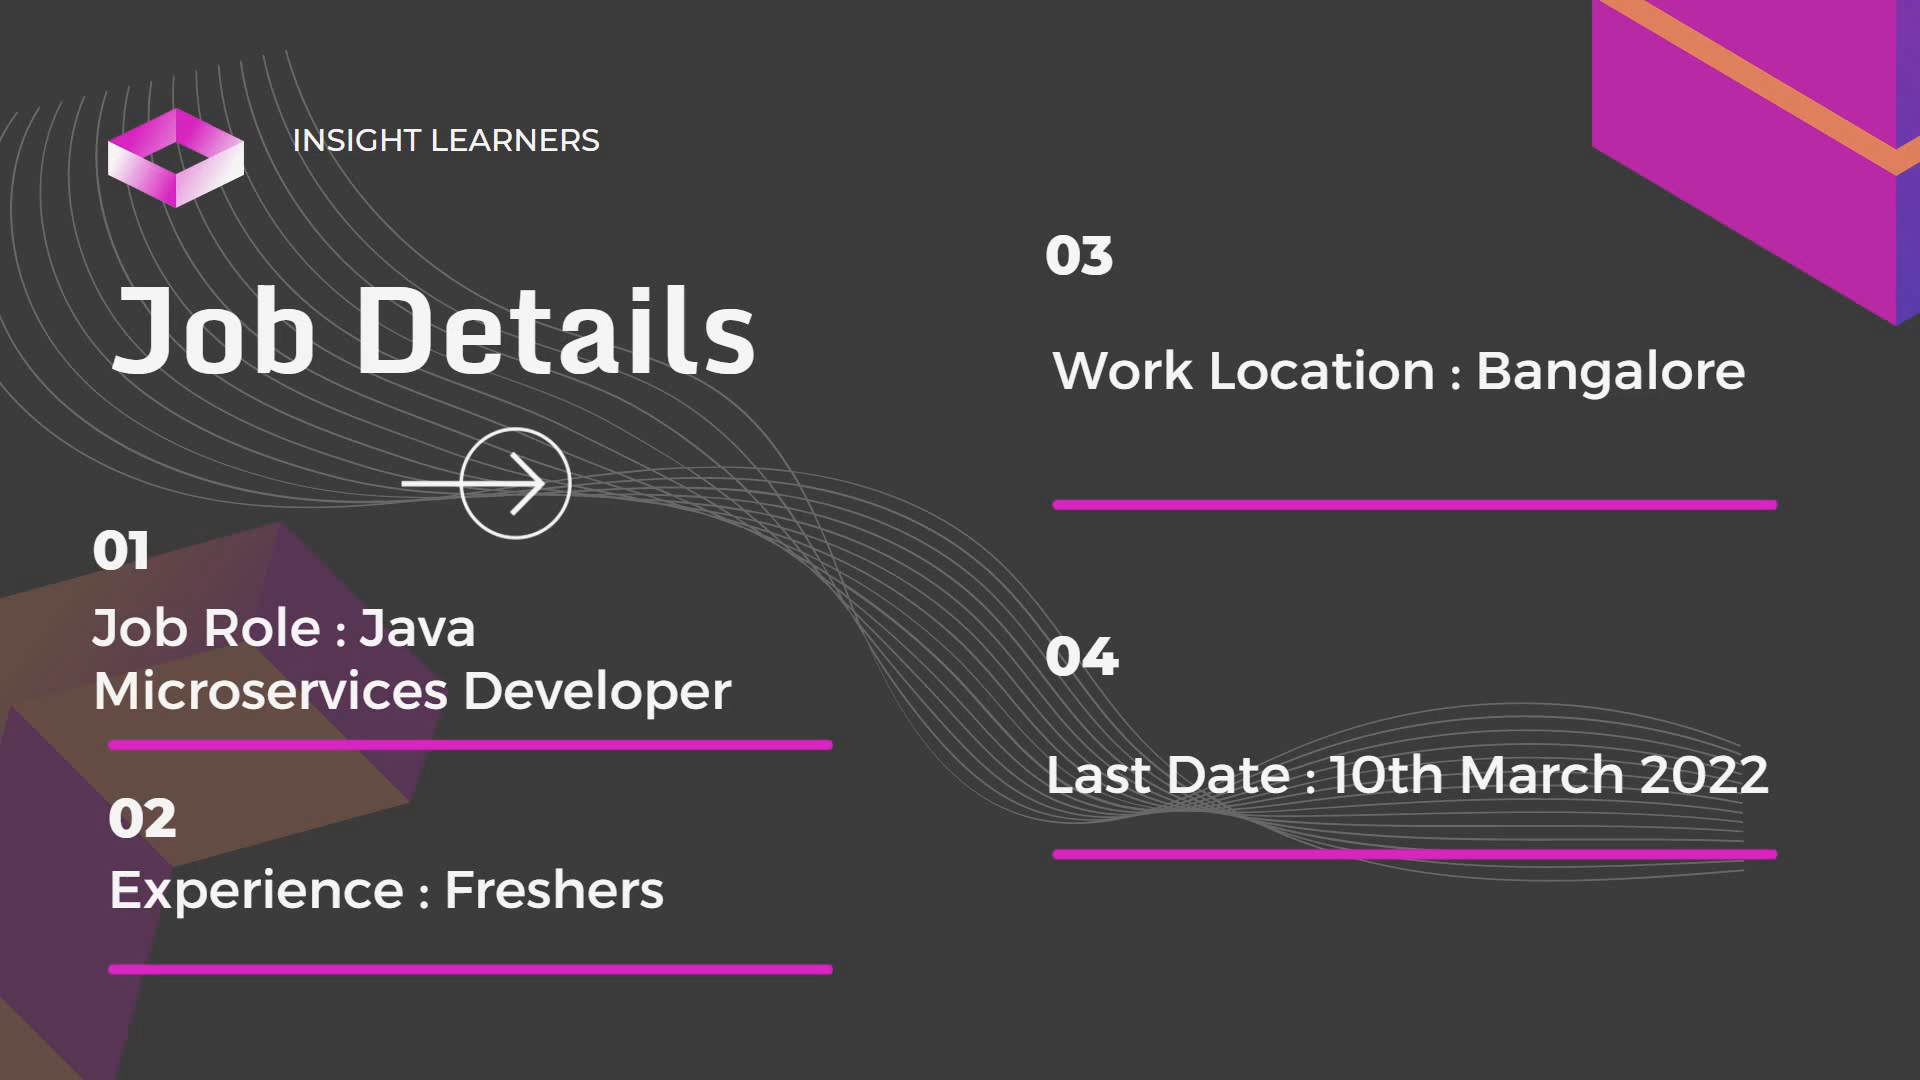 INSIGHT LEARNERS
Job Details
01
Job Role : Java
Microservices Developer
02
Experience : Freshers
03
Work Location : Bangalore
04
Last Date : 10th March 2022